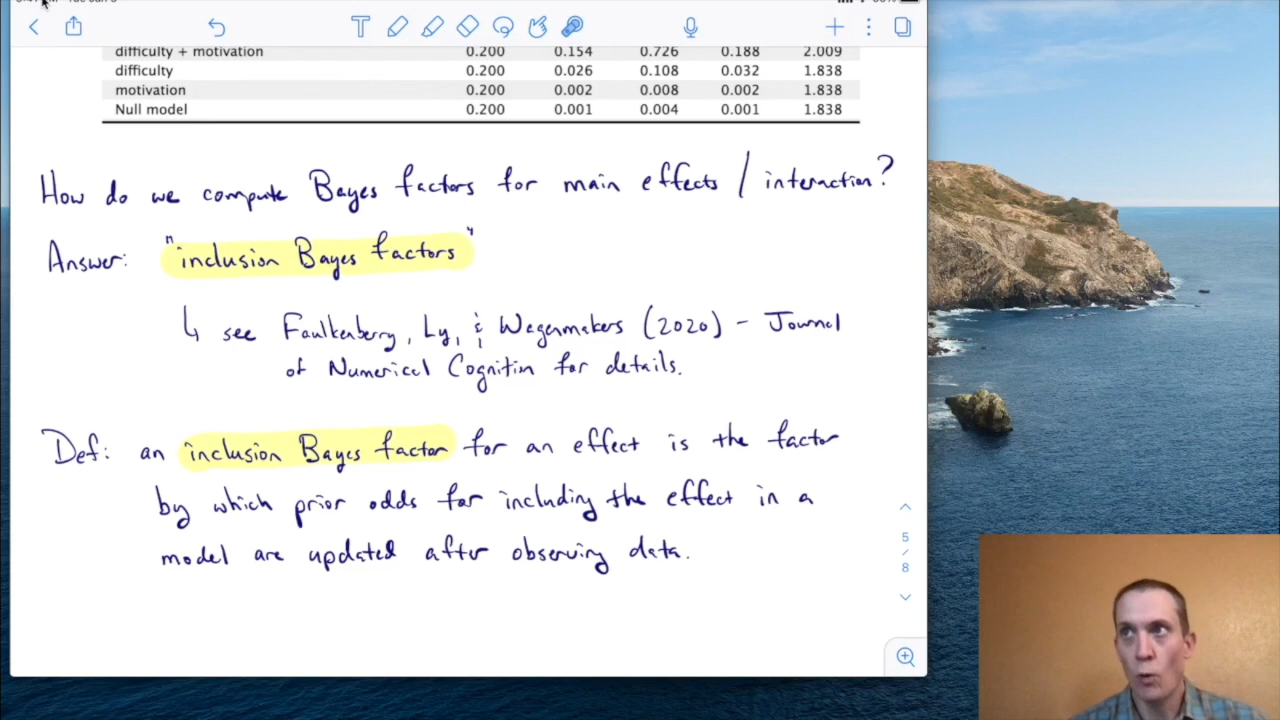 difficulty + motivation 0.200 0.154 0.726 0.188 2.009
difficulty 0.200 0.026 0.108 0.032 1.838
motivation 0.200 0.002 0.008 0.002 1.838
Null model 0.200 0.001 0.004 0.001 1.838
How do we compute Bayes factors for main effects / interaction?
Answer: "inclusion Bayes factors"
↳ see Faulkenberry, Ly, & Wagenmakers (2020) - Journal
of Numerical Cognition for details.
Def: an inclusion Bayes factor for an effect is the factor
by which prior odds for including the effect in a
model are updated after observing data.
5
/
8